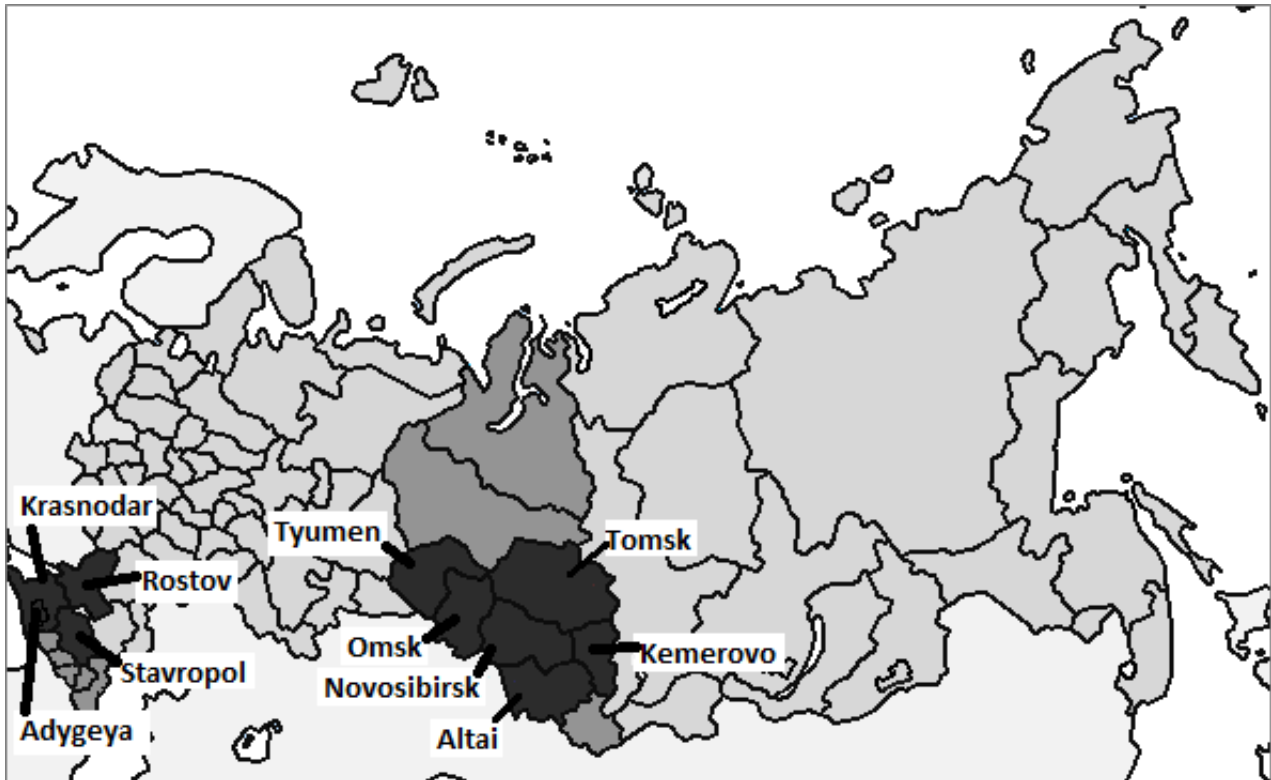 Krasnodar
Tyumen
Tomsk
Rostov
Omsk
Kemerovo
Stavropol
Novosibirsk
Adygeya
Altai